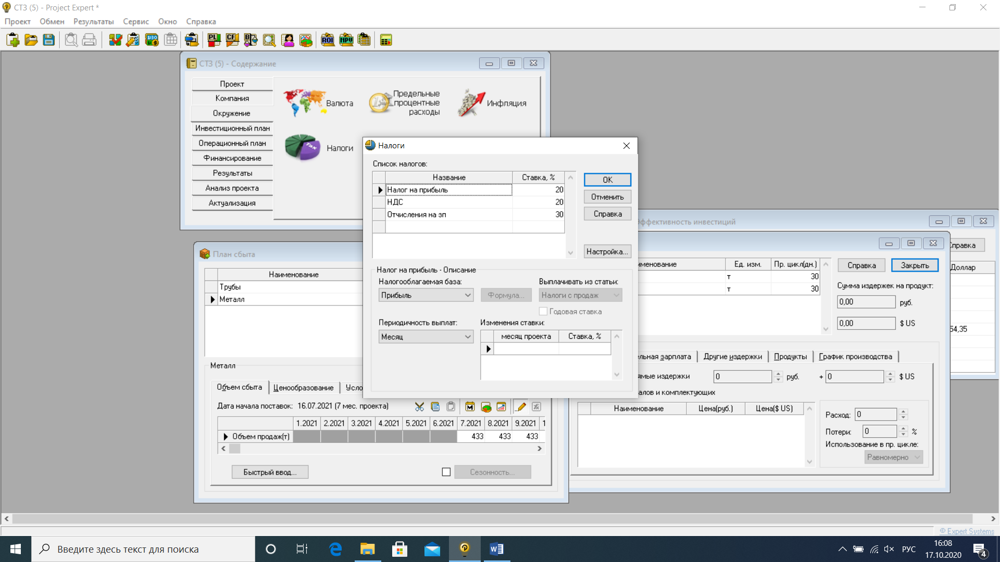 СТЗ (5) - Project Expert *
Проект Обмен Результаты Сервис Окно Справка
СТЗ (5) - Содержание
Проект
Компания
Окружение
Инвестиционный план
Операционный план
Финансирование
Результаты
Анализ проекта
Актуализация
Валюта
Предельные
процентные
расходы
Инфляция
Налоги
Налоги
Список налогов:
Название Ставка, %
Налог на прибыль 20
НДС 20
Отчисления на зп 30
OK
Отменить
Справка
Настройка...
Налог на прибыль - Описание
Налогооблагаемая база: Выплачивать из статьи:
Прибыль Формула... Налоги с продаж
Годовая ставка
Периодичность выплат: Изменения ставки:
Месяц
месяц проекта Ставка, %
План сбыта
Наименование
Трубы
Металл
Металл
Объем сбыта Ценообразование Усло
Дата начала поставок: 16.07.2021 (7 мес. проекта)
1.2021 2.2021 3.2021 4.2021 5.2021 6.2021 7.2021 8.2021 9.2021 1
Объем продаж(т) 433 433 433
Быстрый ввод... Сезонность...
Эффективность инвестиций
Справка
Доллар
54,35
именование Ед. изм. Пр. цикл(дн.)
т 30
т 30
Справка Закрыть
Сумма издержек на продукт:
0,00 руб.
0,00 $ US
ельная зарплата Другие издержки Продукты График производства
ямые издержки 0 руб. + 0 $ US
алов и комплектующих
Наименование Цена(руб.) Цена($ US)
Расход: 0
Потери: 0 %
Использование в пр. цикле:
Равномерно
© Expert Systems
Введите здесь текст для поиска
РУС
16:08
17.10.2020
4